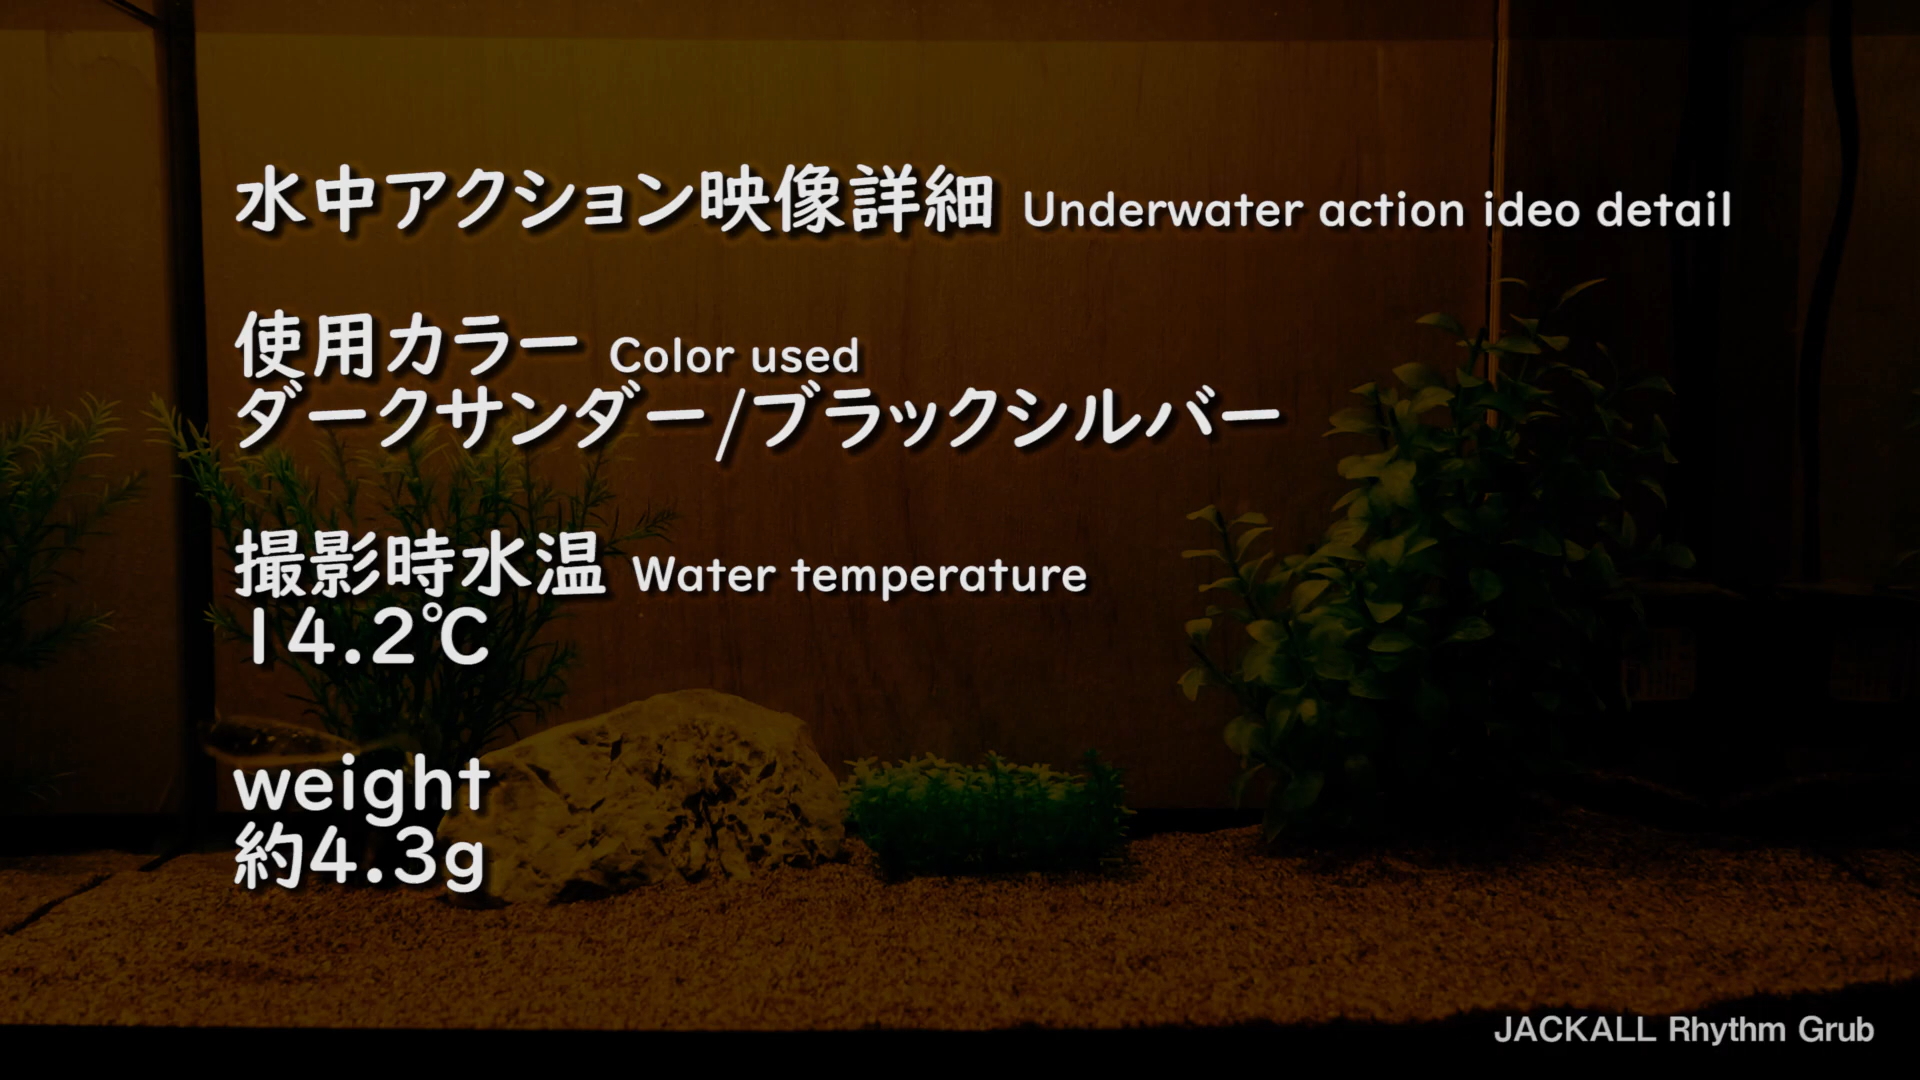 水中アクション映像詳細 Underwater action ideo detail
使用カラー Color used
ダークサンダー/ブラックシルバー
撮影時水温 Water temperature
14.2℃
weight
約4.3g
JACKALL Rhythm Grub